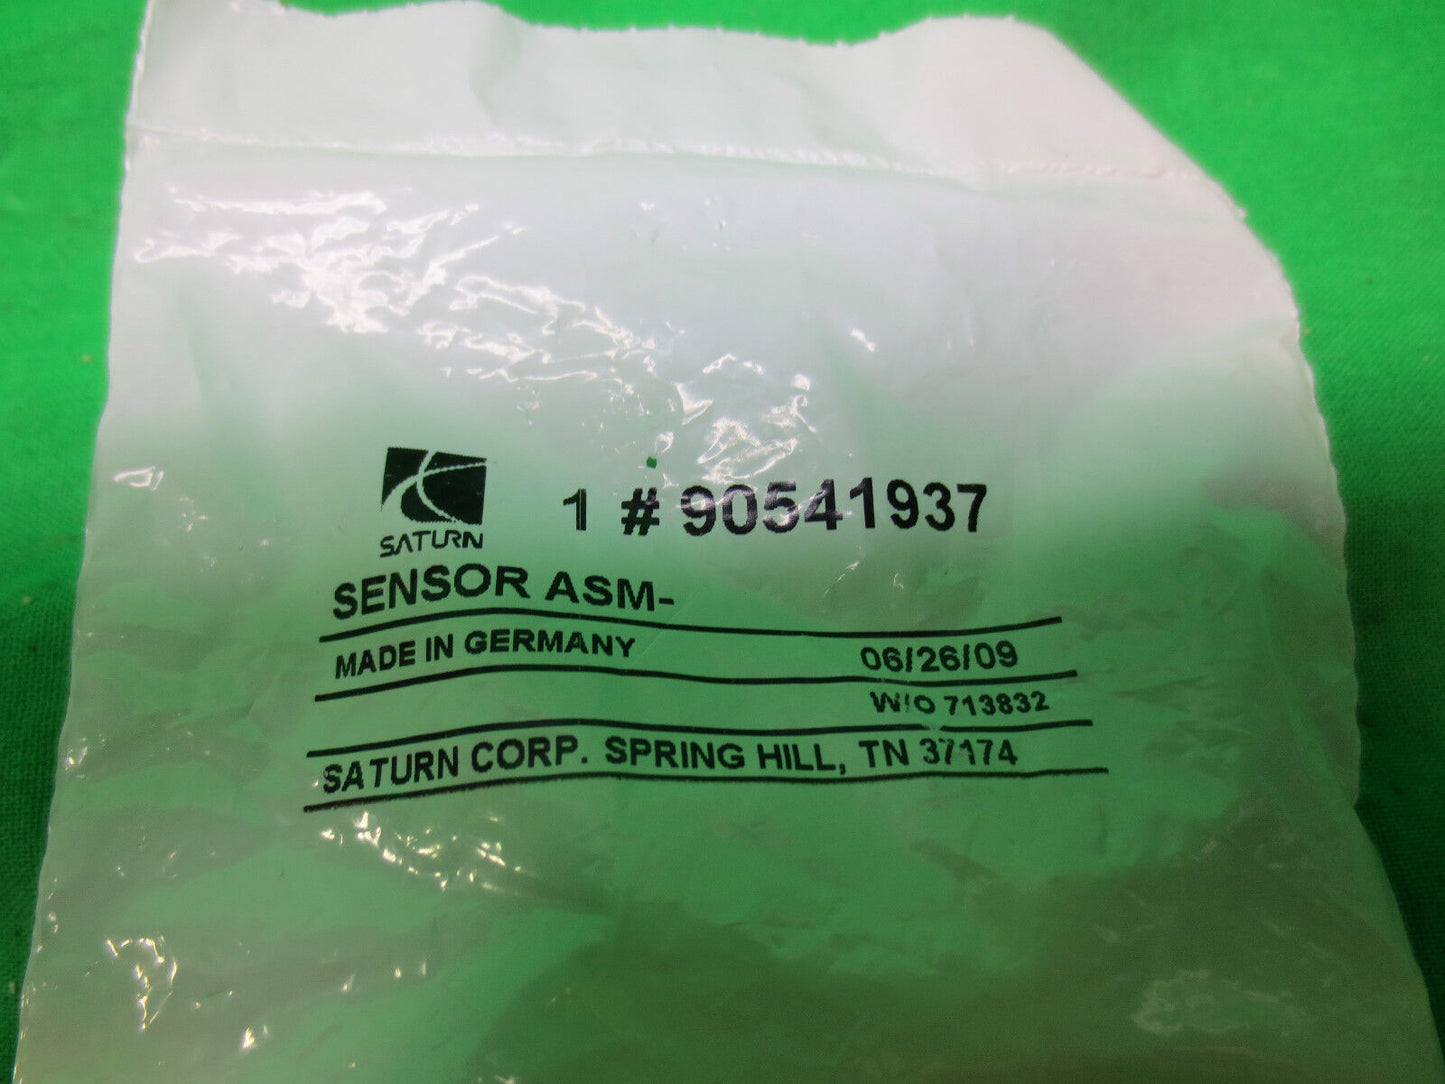 SATURN
1 # 90541937
SENSOR ASM-
MADE IN GERMANY 06/26/09
W/O 713832
SATURN CORP. SPRING HILL, TN 37174